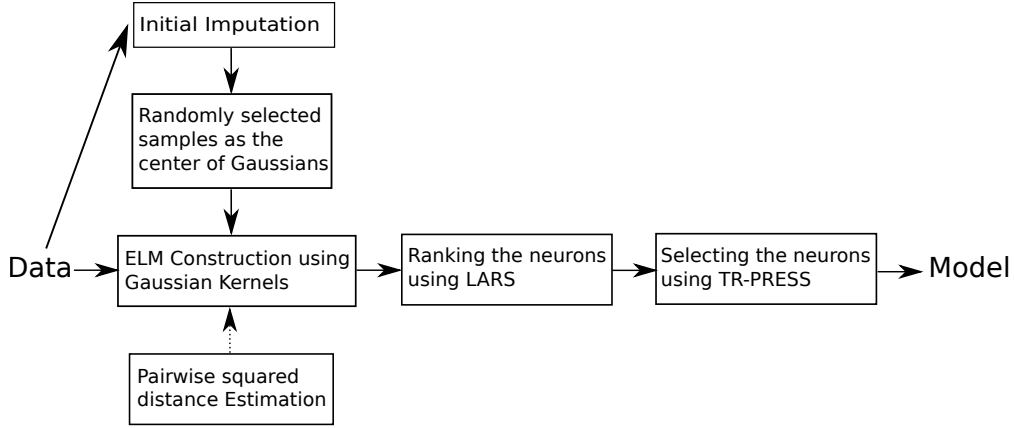 Initial Imputation
Randomly selected
samples as the
center of Gaussians
Data
ELM Construction using
Gaussian Kernels
Ranking the neurons
using LARS
Selecting the neurons
using TR-PRESS
Model
Pairwise squared
distance Estimation